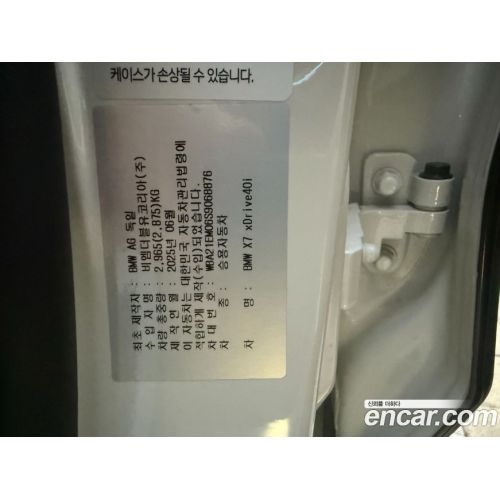 케이스가 손상될 수 있습니다.
최초 제작자 : BMW AG 독일
수 입 자 명 : 비엠더블유코리아(주)
차량 총중량 : 2,965(2,875)KG
제 작 연 월 : 2025년 06월
이 자동차는 대한민국 자동차관리법령에
적합하게 제작(수입)되었습니다.
차 대 번 호 : WBA21EM06S9068876
차 종 : 승용자동차
차 명 : BMW X7 xDrive40i
신뢰를 더하다
encar.com